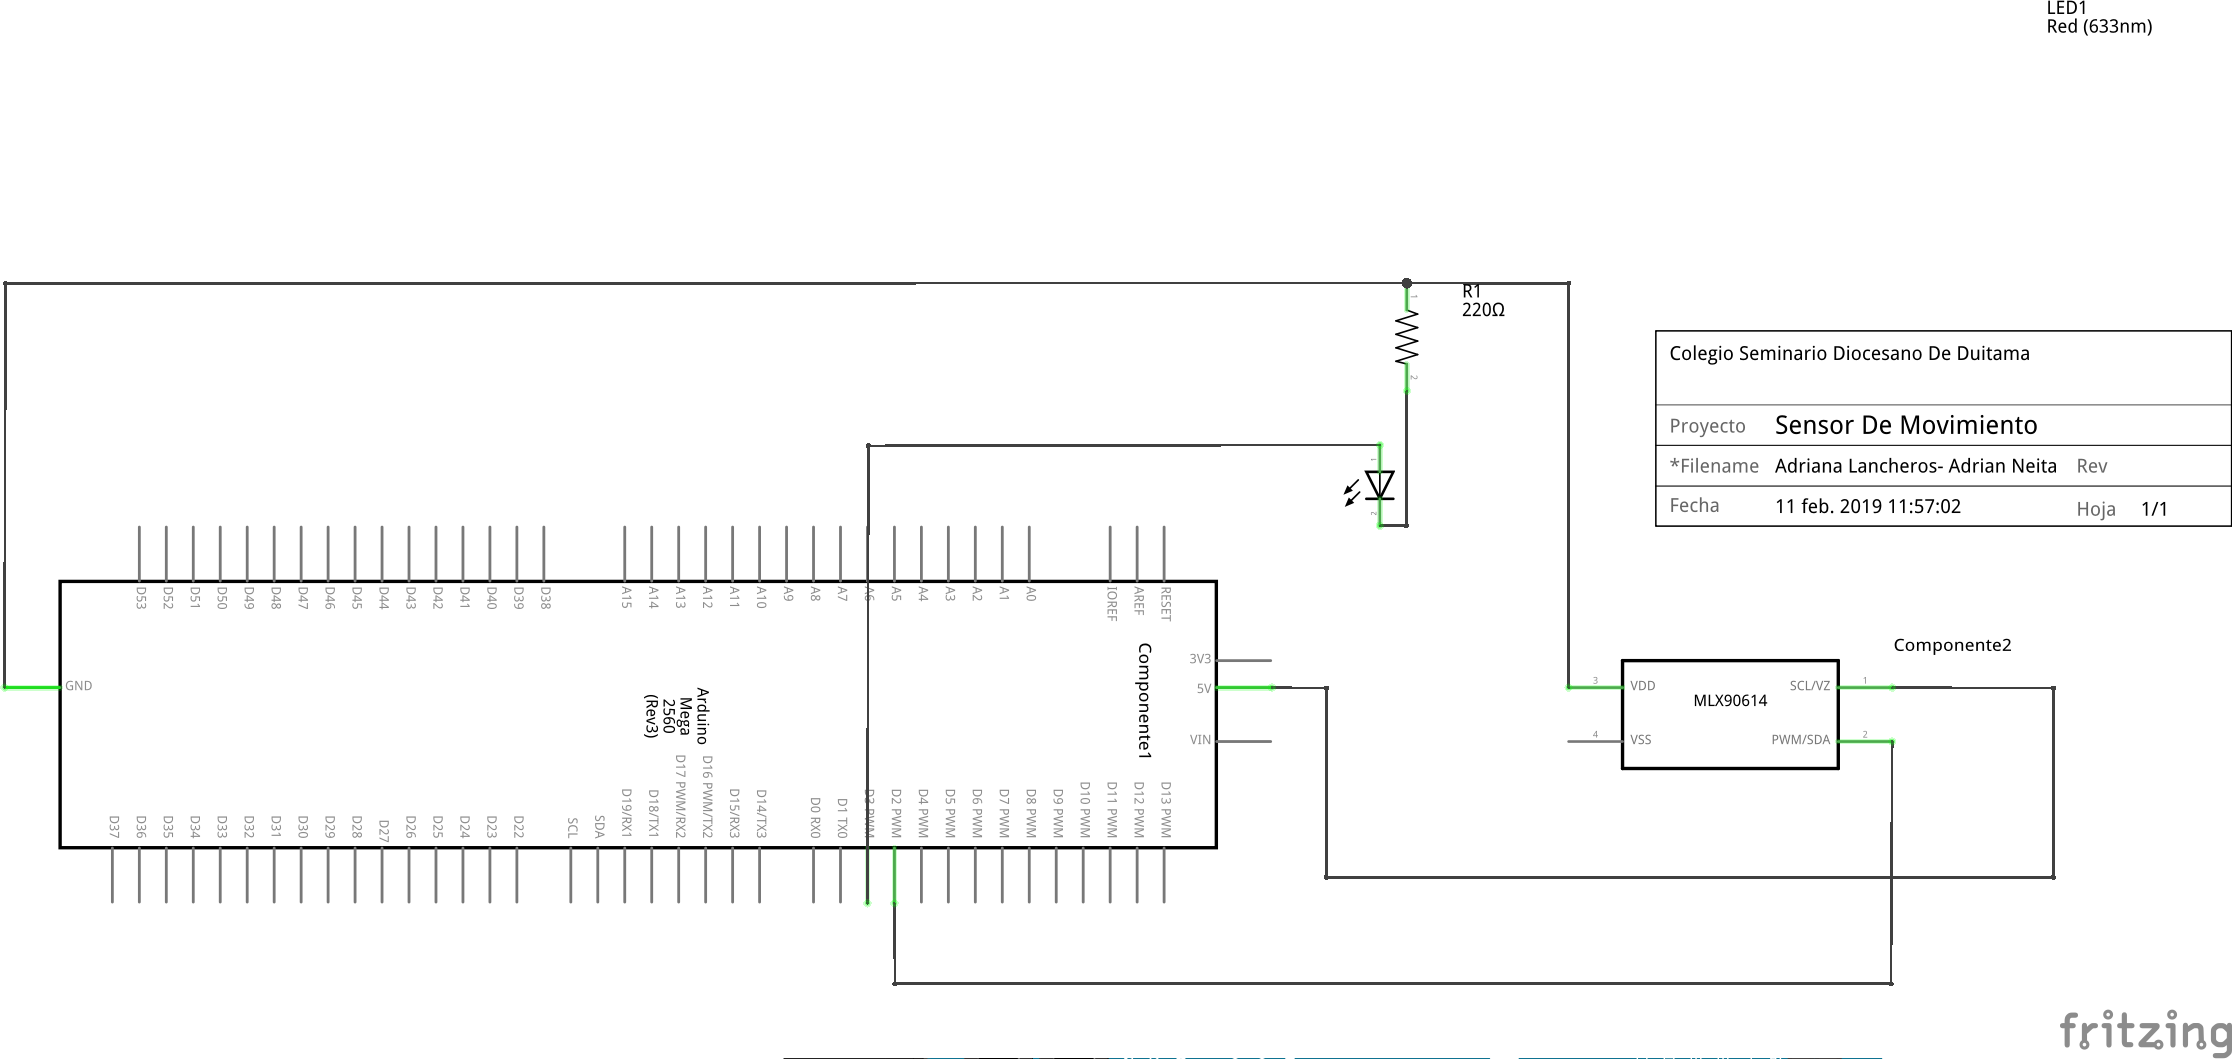 LED1
Red (633nm)
R1
220Ω
1
2
1
2
Colegio Seminario Diocesano De Duitama
Proyecto Sensor De Movimiento
*Filename Adriana Lancheros- Adrian Neita Rev
Fecha 11 feb. 2019 11:57:02 Hoja 1/1
D53
D52
D51
D50
D49
D48
D47
D46
D45
D44
D43
D42
D41
D40
D39
D38
A15
A14
A13
A12
A11
A10
A9
A8
A7
A6
A5
A4
A3
A2
A1
A0
IOREF
AREF
RESET
GND
3V3
5V
VIN
Componente1
Arduino
Mega
2560
(Rev3)
D37
D36
D35
D34
D33
D32
D31
D30
D29
D28
D27
D26
D25
D24
D23
D22
SCL
SDA
D19/RX1
D18/TX1
D17 PWM/RX2
D16 PWM/TX2
D15/RX3
D14/TX3
D0 RX0
D1 TX0
D3 PWM
D2 PWM
D4 PWM
D5 PWM
D6 PWM
D7 PWM
D8 PWM
D9 PWM
D10 PWM
D11 PWM
D12 PWM
D13 PWM
Componente2
3 VDD
SCL/VZ 1
MLX90614
4 VSS
PWM/SDA 2
fritzing